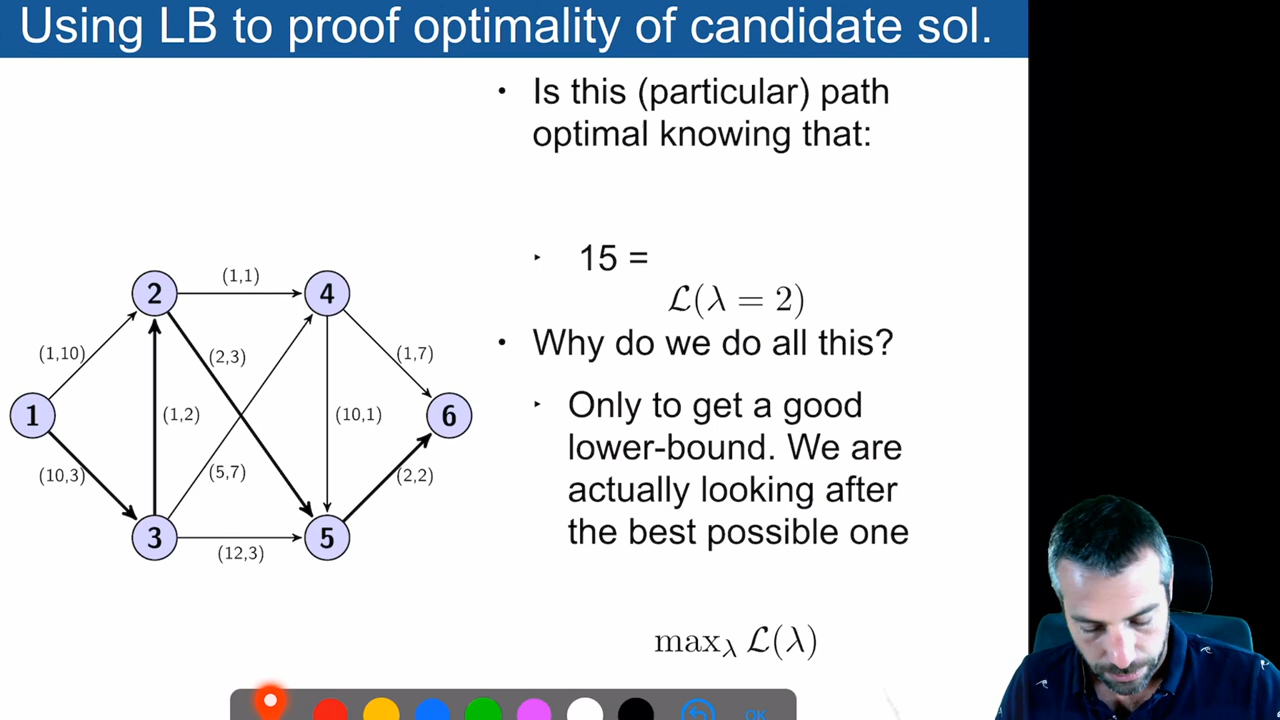 Using LB to proof optimality of candidate sol.
• Is this (particular) path
optimal knowing that:
‣ 15 =
ℒ(λ = 2)
• Why do we do all this?
‣ Only to get a good
lower-bound. We are
actually looking after
the best possible one
max_λ ℒ(λ)
(1,1)
2
4
(1,10)
(2,3)
(1,7)
1
(1,2)
(10,1)
6
(10,3)
(5,7)
(2,2)
3
5
(12,3)
OK